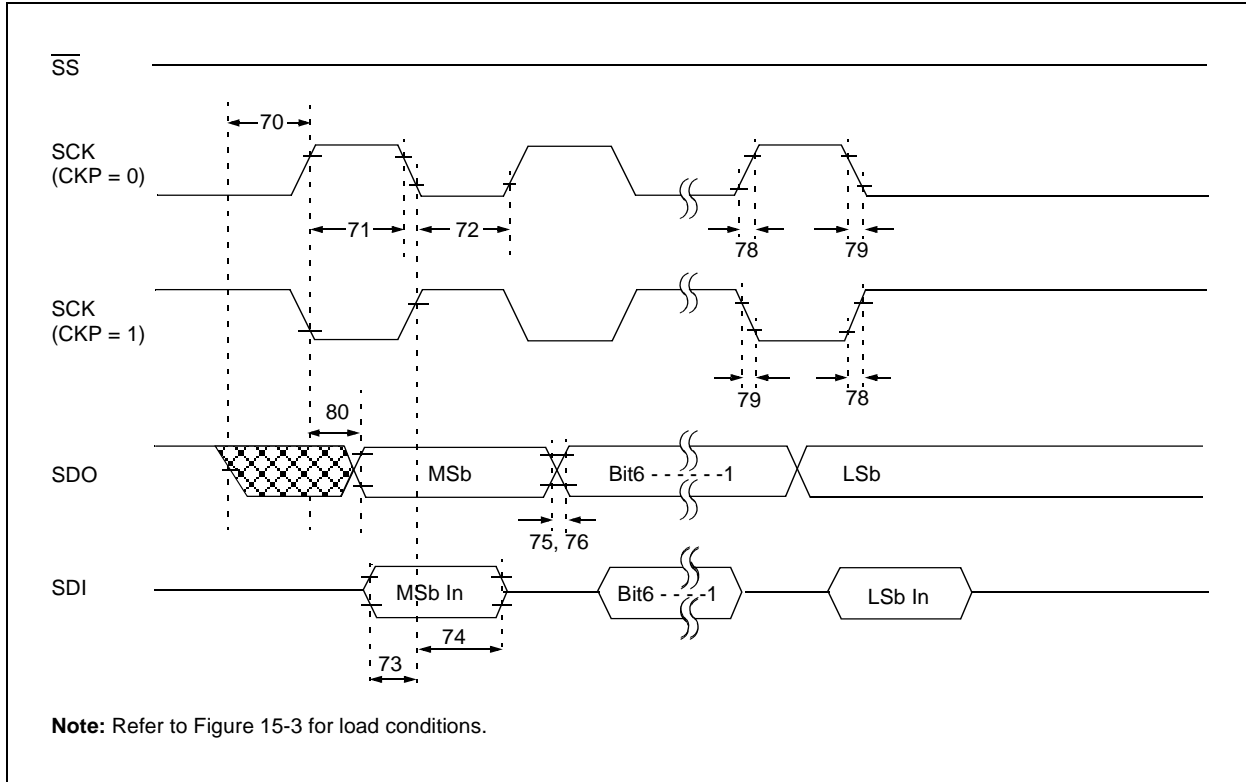 SS
70
SCK
(CKP = 0)
71
72
78
79
SCK
(CKP = 1)
79
78
80
SDO
MSb
Bit6 - - - - - -1
LSb
75, 76
SDI
MSb In
Bit6 - - - - -1
LSb In
74
73
Note: Refer to Figure 15-3 for load conditions.